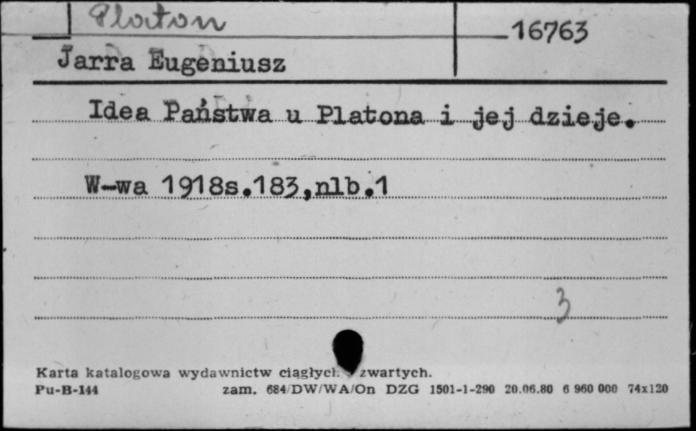 Platon
16763
Jarra Eugeniusz
Idea Państwa u Platona i jej dzieje.
W-wa 1918s.183,nlb.1
3
Karta katalogowa wydawnictw ciągłych zwartych.
Pu-B-144 zam. 684/DW/WA/On DZG 1501-1-290 20.06.80 6 960 000 74x120